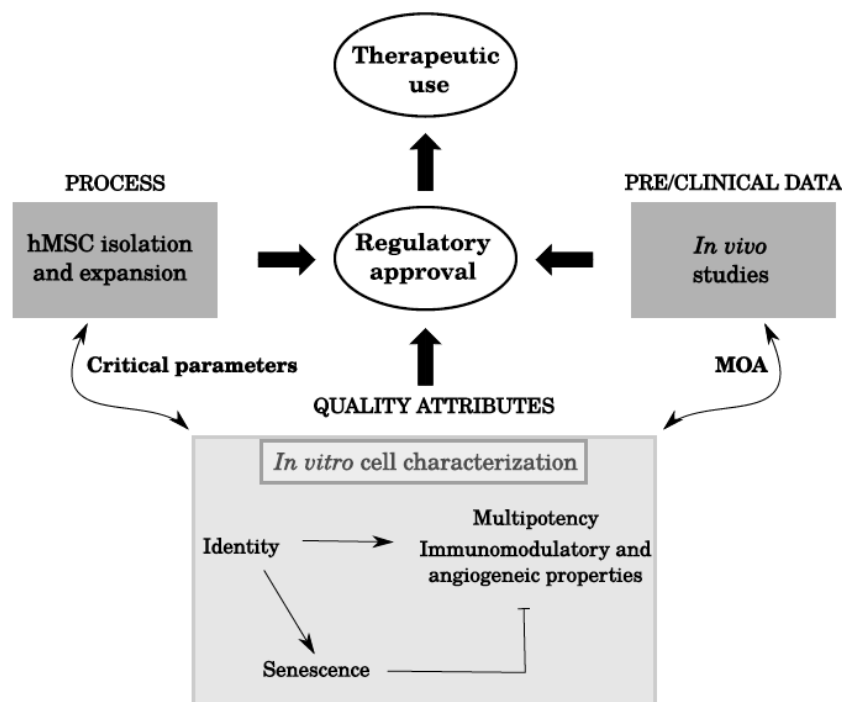 Therapeutic
use
PROCESS
PRE/CLINICAL DATA
hMSC isolation
and expansion
Regulatory
approval
In vivo
studies
Critical parameters
MOA
QUALITY ATTRIBUTES
In vitro cell characterization
Multipotency
Identity
Immunomodulatory and
angiogeneic properties
Senescence